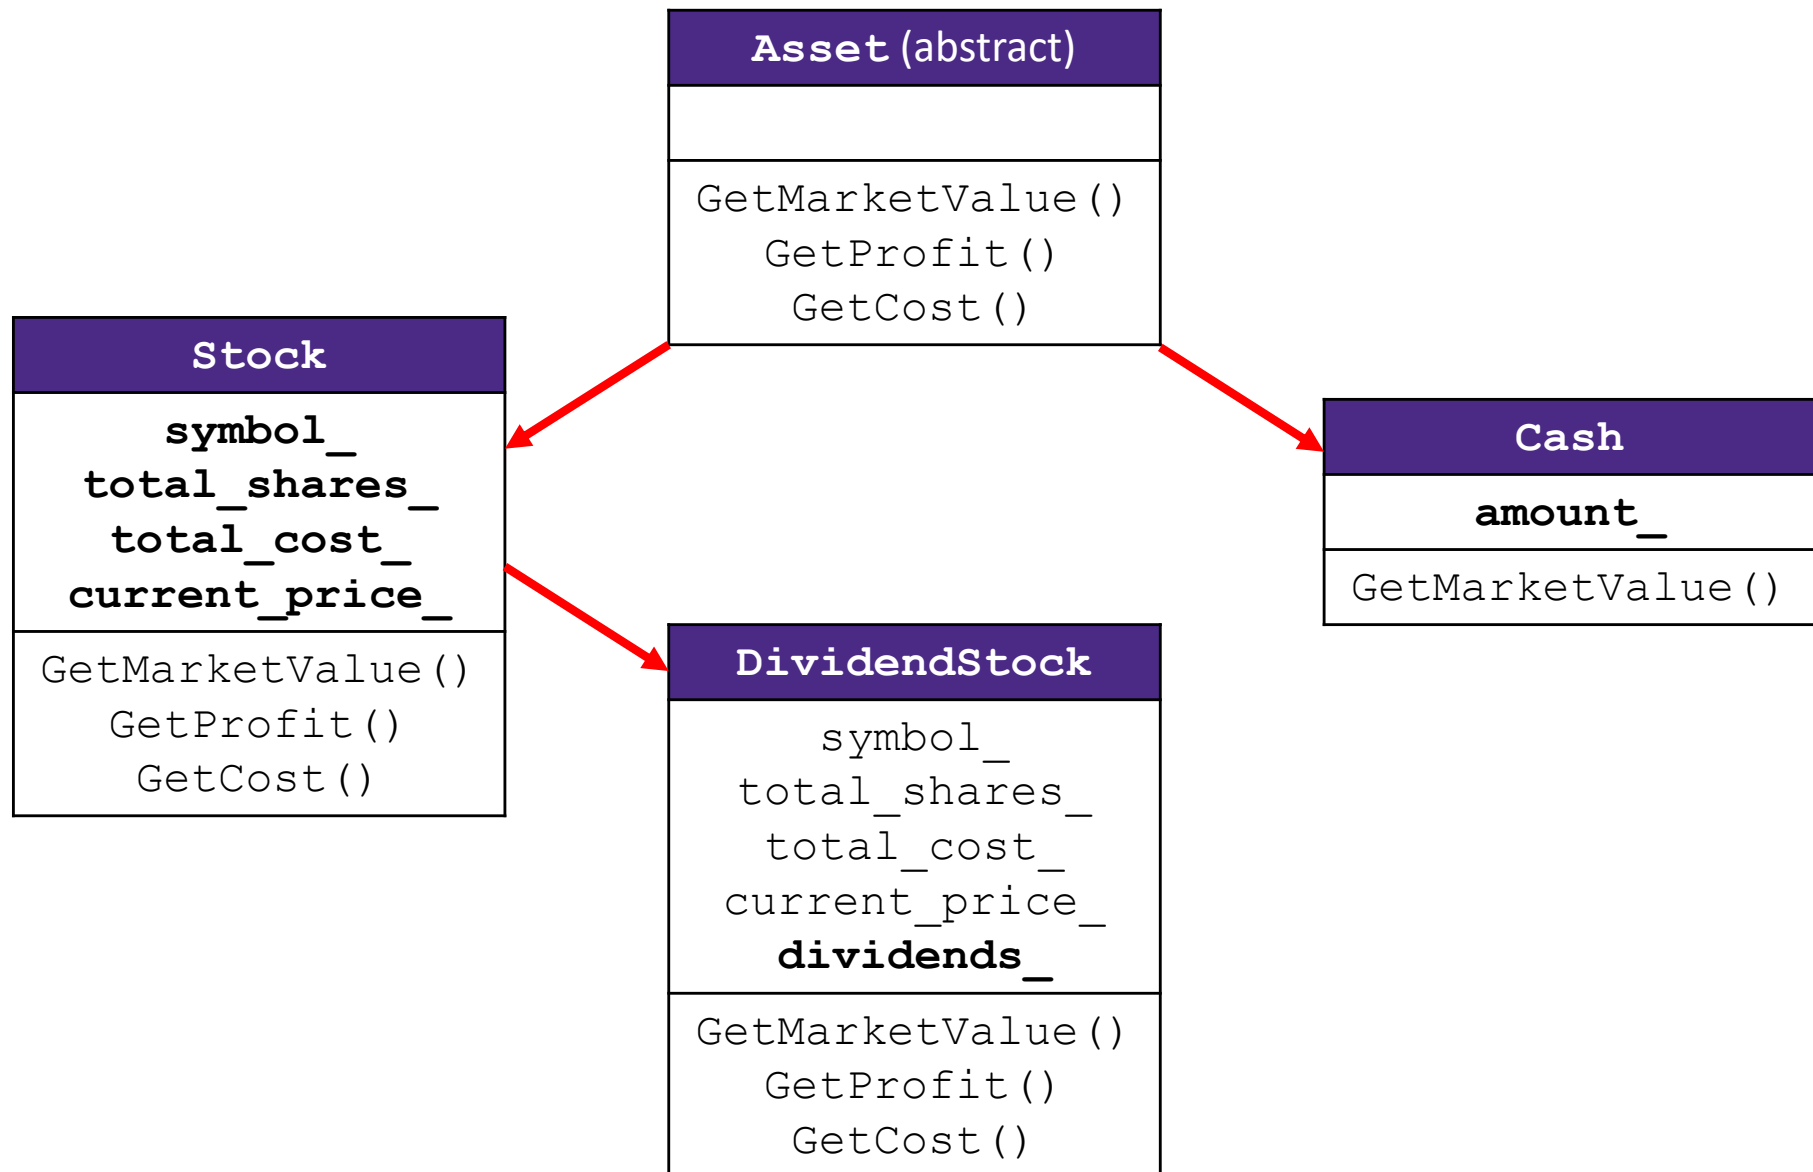 Asset (abstract)
GetMarketValue()
GetProfit()
GetCost()
Stock
symbol_
total_shares_
total_cost_
current_price_
GetMarketValue()
GetProfit()
GetCost()
Cash
amount_
GetMarketValue()
DividendStock
symbol_
total_shares_
total_cost_
current_price_
dividends_
GetMarketValue()
GetProfit()
GetCost()